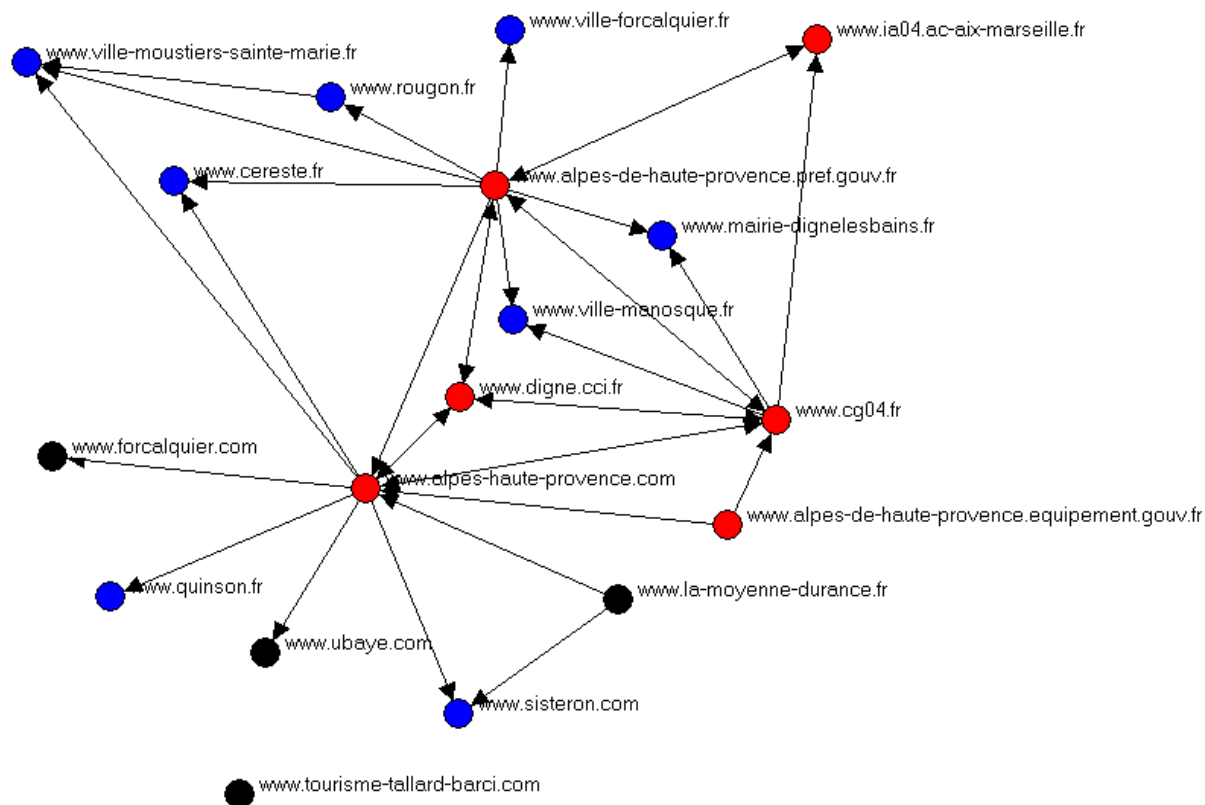 www.ville-forcalquier.fr
www.ia04.ac-aix-marseille.fr
www.ville-moustiers-sainte-marie.fr
www.rougon.fr
www.cereste.fr
www.alpes-de-haute-provence.pref.gouv.fr
www.mairie-dignelesbains.fr
www.ville-manosque.fr
www.digne.cci.fr
www.cg04.fr
www.forcalquier.com
www.alpes-haute-provence.com
www.alpes-de-haute-provence.equipement.gouv.fr
www.quinson.fr
www.la-moyenne-durance.fr
www.ubaye.com
www.sisteron.com
www.tourisme-tallard-barci.com